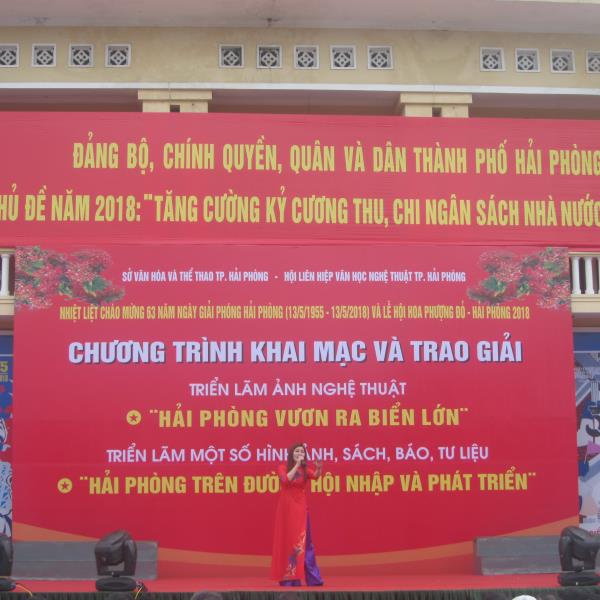 ĐẢNG BỘ, CHÍNH QUYỀN, QUÂN VÀ DÂN THÀNH PHỐ HẢI PHÒNG
HỦ ĐỀ NĂM 2018: "TĂNG CƯỜNG KỶ CƯƠNG THU, CHI NGÂN SÁCH NHÀ NƯỚC
SỞ VĂN HÓA VÀ THỂ THAO TP. HẢI PHÒNG - HỘI LIÊN HIỆP VĂN HỌC NGHỆ THUẬT TP. HẢI PHÒNG
NHIỆT LIỆT CHÀO MỪNG 63 NĂM NGÀY GIẢI PHÓNG HẢI PHÒNG (13/5/1955 - 13/5/2018) VÀ LỄ HỘI HOA PHƯỢNG ĐỎ - HẢI PHÒNG 2018
CHƯƠNG TRÌNH KHAI MẠC VÀ TRAO GIẢI
TRIỂN LÃM ẢNH NGHỆ THUẬT
"HẢI PHÒNG VƯƠN RA BIỂN LỚN"
TRIỂN LÃM MỘT SỐ HÌNH ẢNH, SÁCH, BÁO, TƯ LIỆU
"HẢI PHÒNG TRÊN ĐƯỜNG HỘI NHẬP VÀ PHÁT TRIỂN"